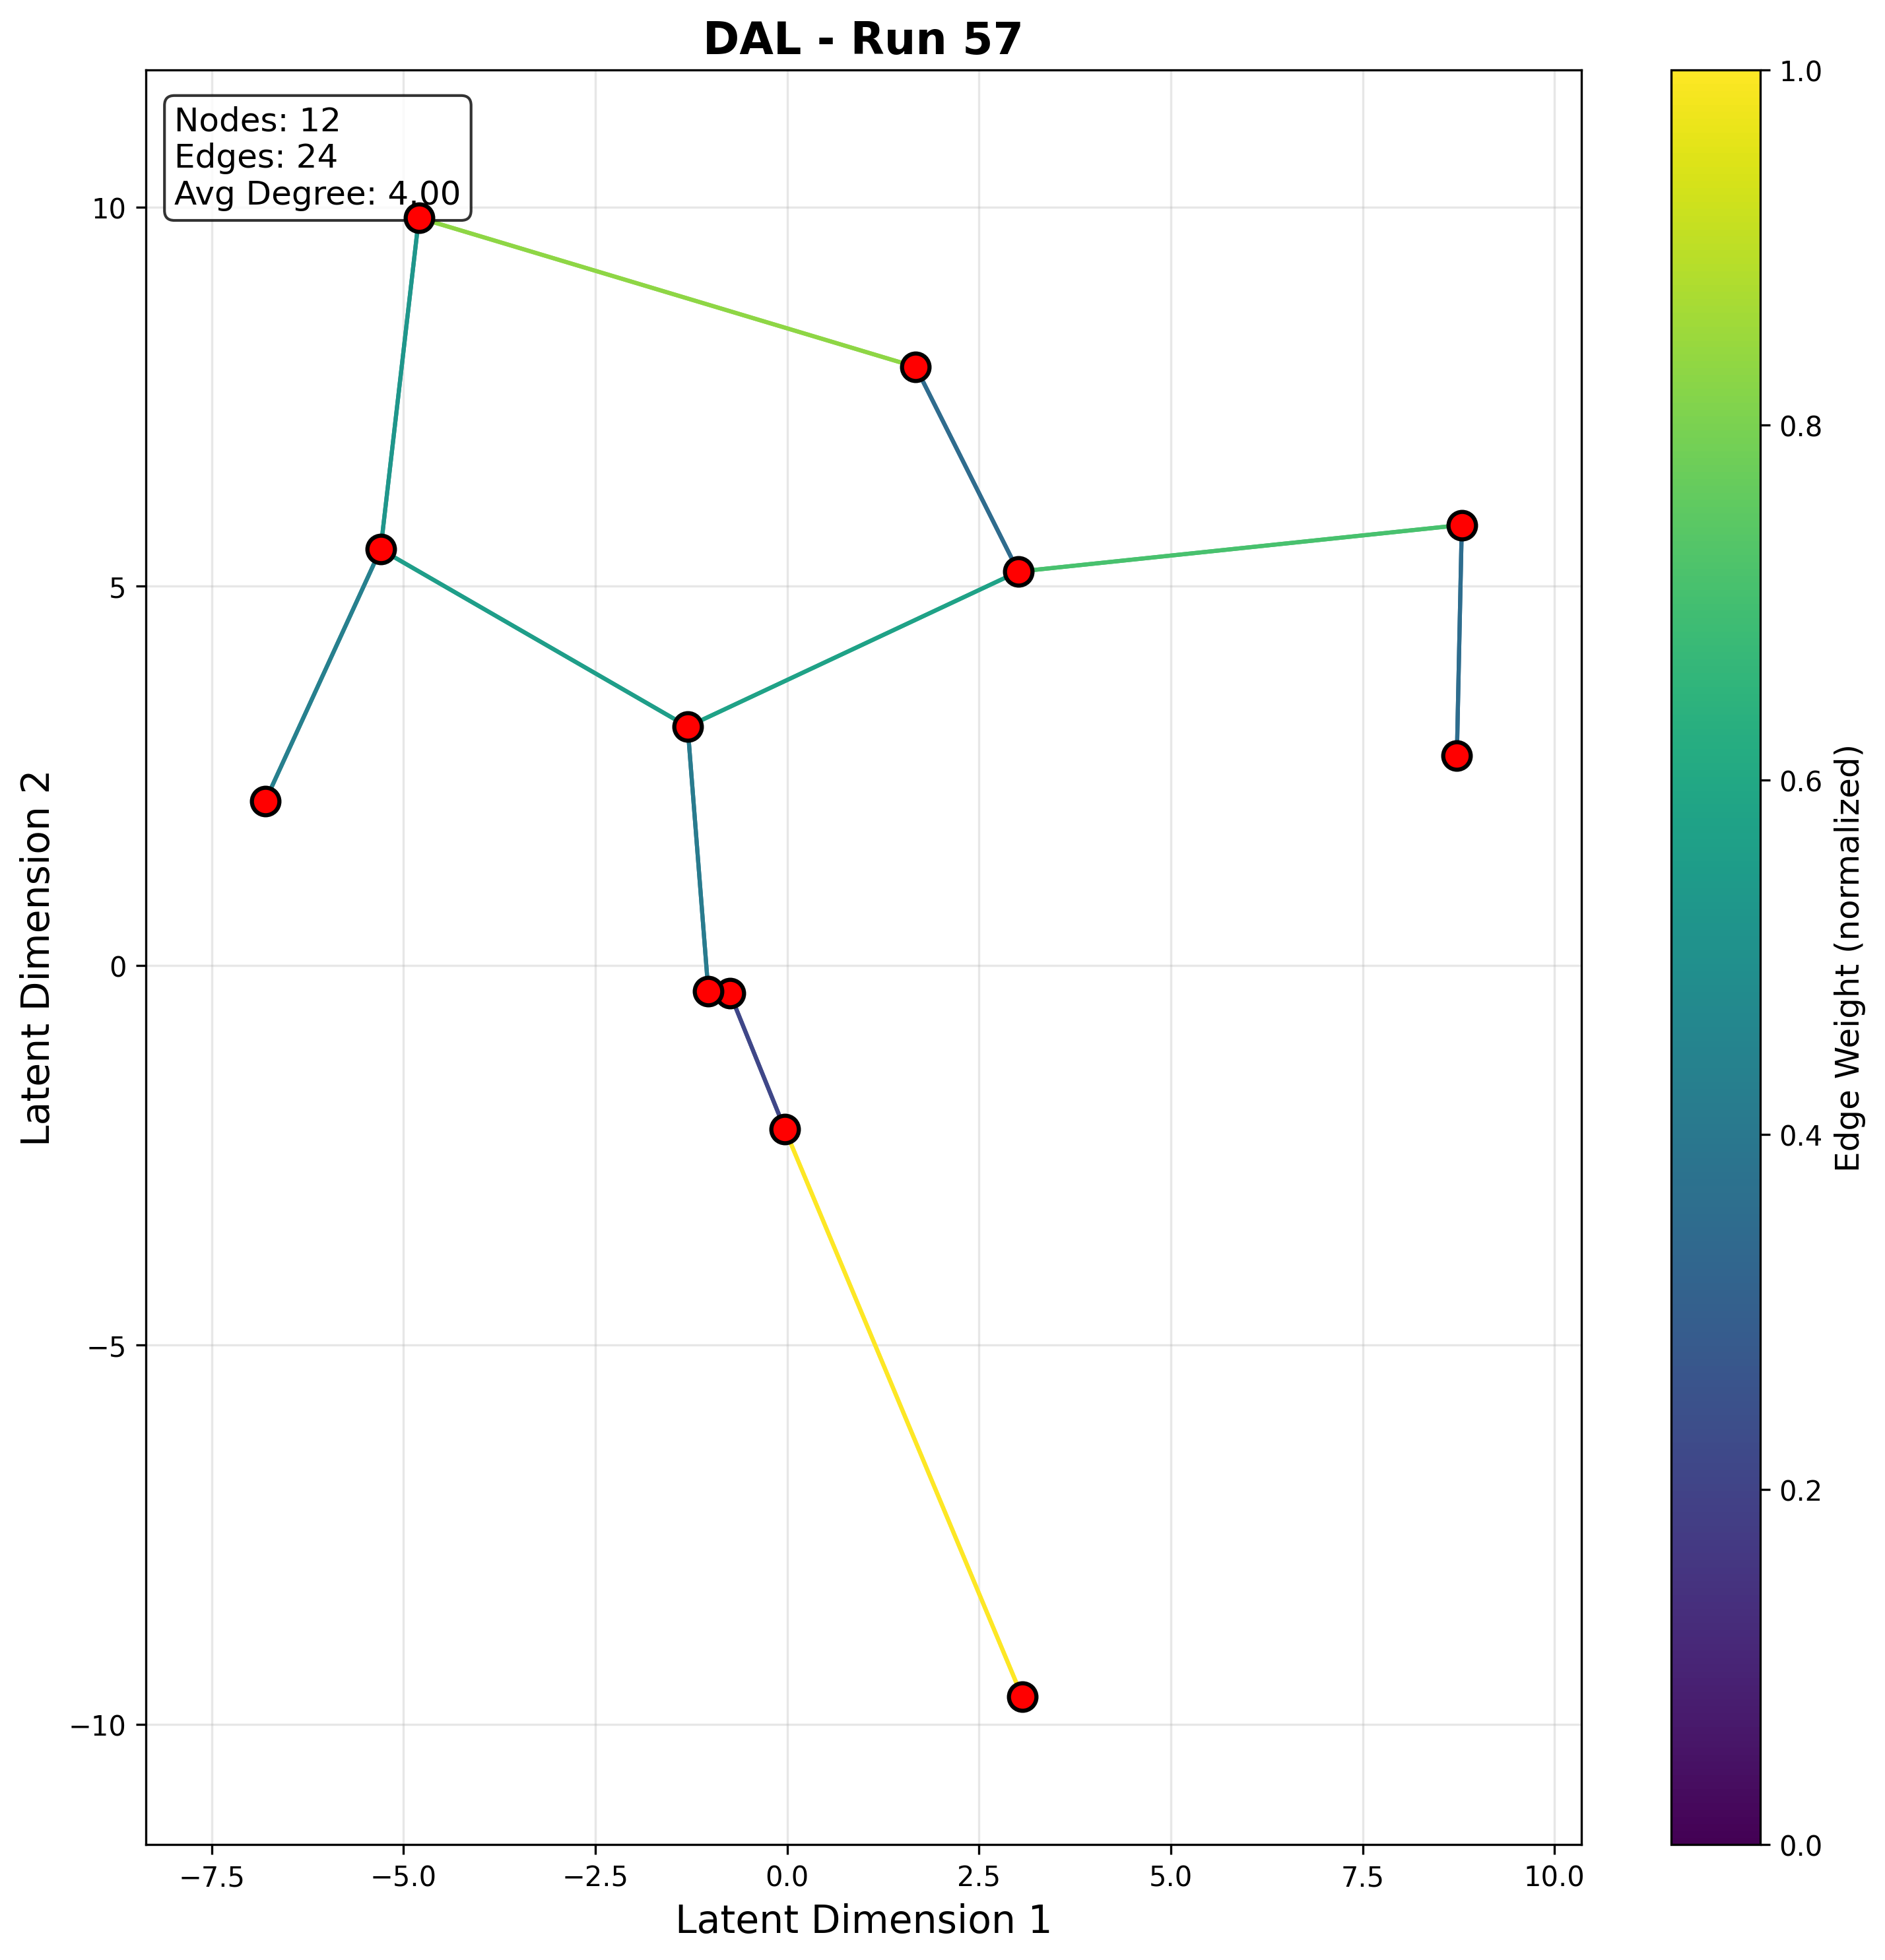 DAL - Run 57
Nodes: 12
Edges: 24
Avg Degree: 4.00
10
5
0
−5
−10
Latent Dimension 2
−7.5
−5.0
−2.5
0.0
2.5
5.0
7.5
10.0
Latent Dimension 1
1.0
0.8
0.6
0.4
0.2
0.0
Edge Weight (normalized)